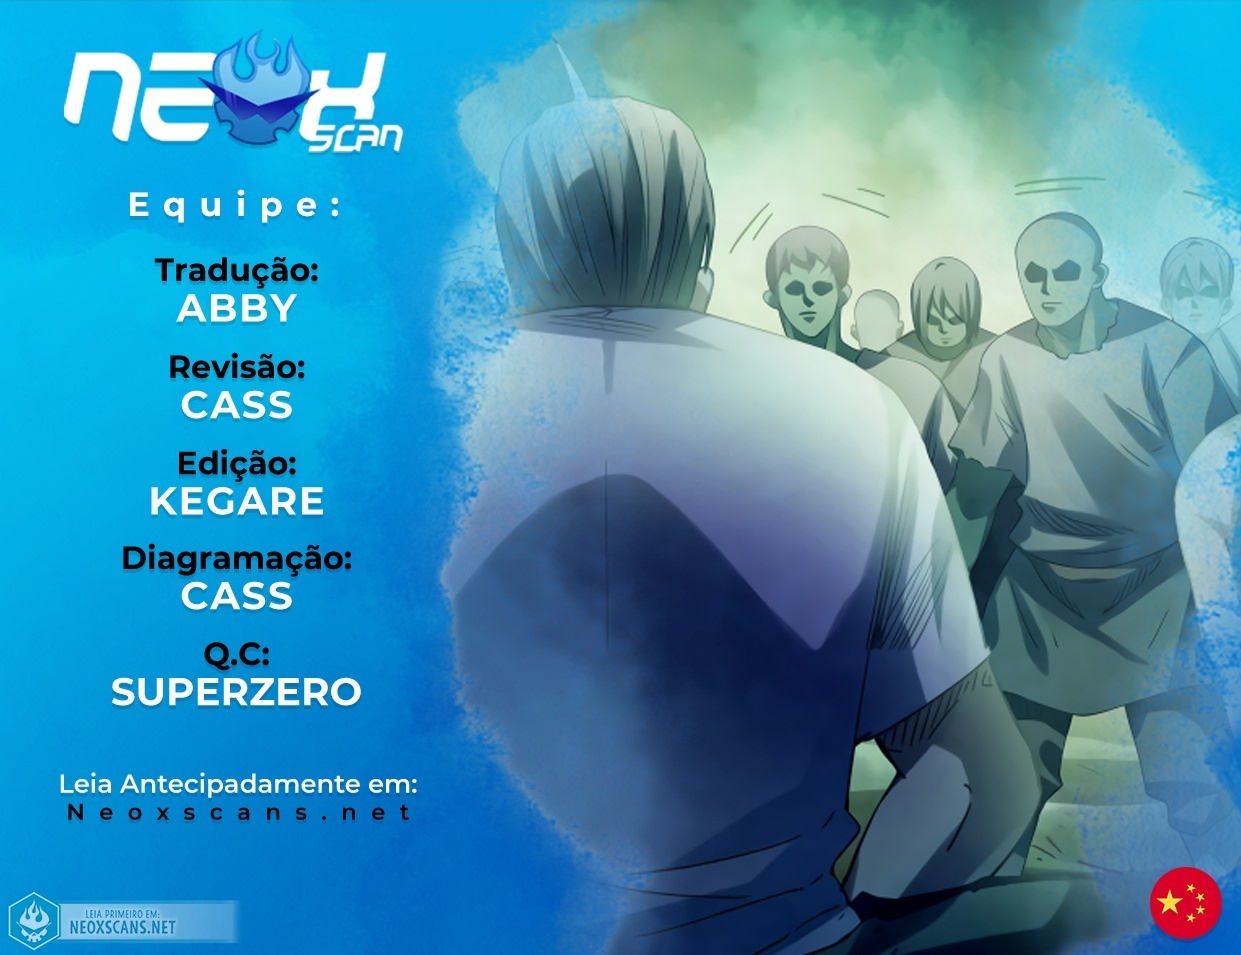 NEOX
SCAN
Equipe:
Tradução:
ABBY
Revisão:
CASS
Edição:
KEGARE
Diagramação:
CASS
Q.C:
SUPERZERO
Leia Antecipadamente em:
Neoxscans.net
LEIA PRIMEIRO EM:
NEOXSCANS.NET